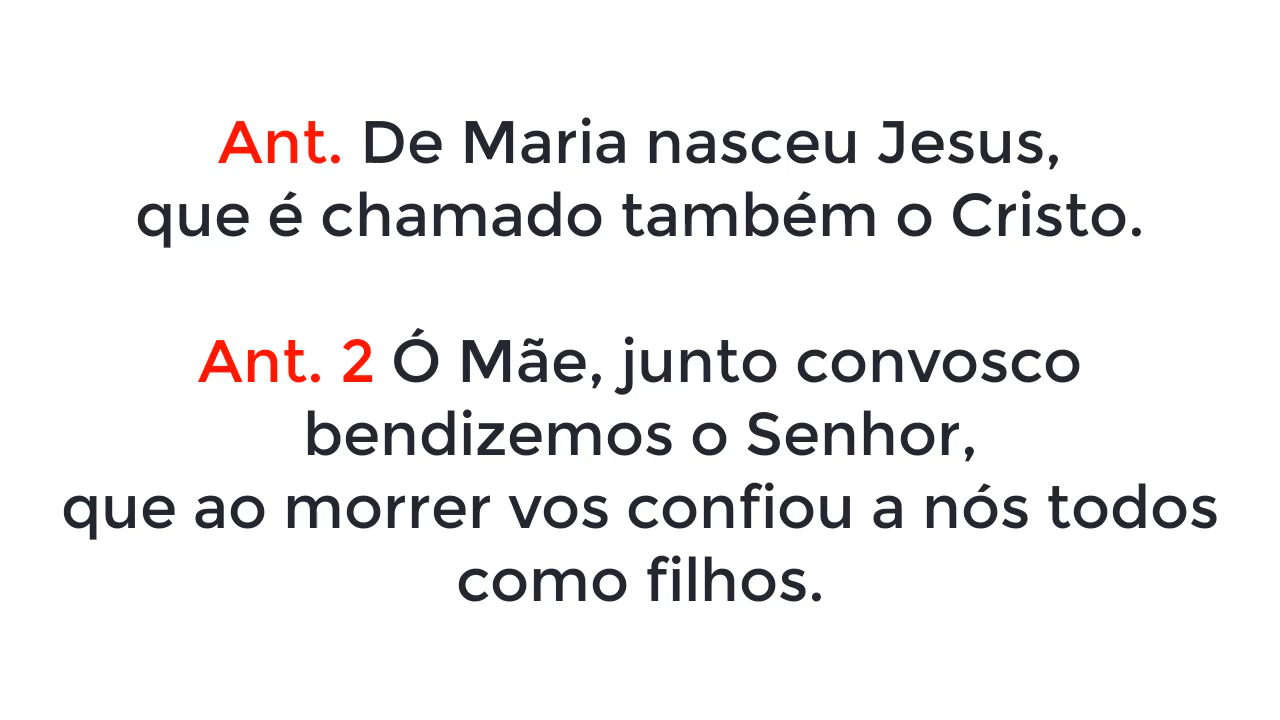 Ant. De Maria nasceu Jesus,
que é chamado também o Cristo.
Ant. 2 Ó Mãe, junto convosco
bendizemos o Senhor,
que ao morrer vos confiou a nós todos
como filhos.